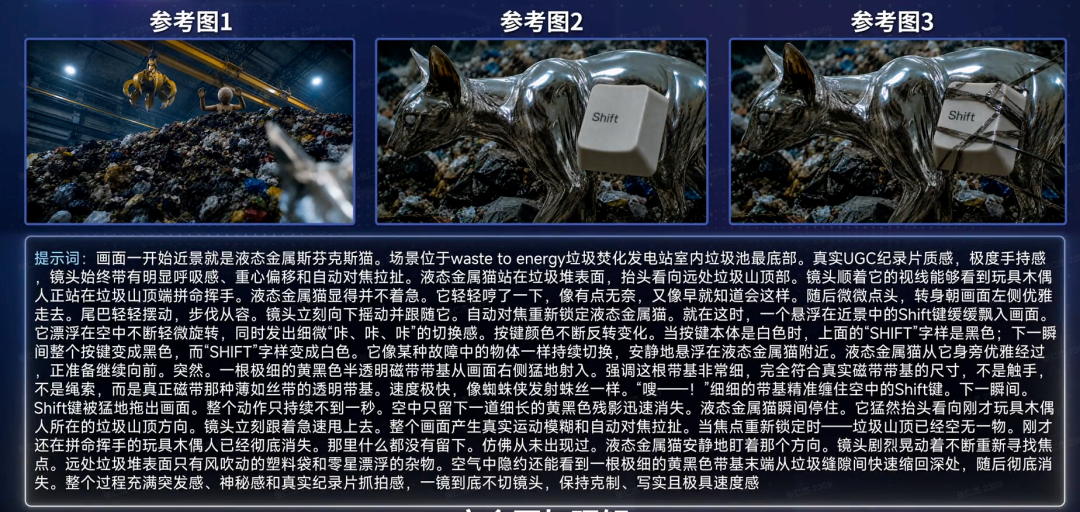 参考图1
参考图2
参考图3
Shift
Shift
提示词：画面一开始近景就是液态金属斯芬克斯猫。场景位于waste to energy垃圾焚化发电站室内垃圾池最底部。真实UGC纪录片质感，极度手持感
，镜头始终带有明显呼吸感、重心偏移和自动对焦拉扯。液态金属猫站在垃圾堆表面，抬头看向远处垃圾山顶部。镜头顺着它的视线能够看到玩具木偶
人正站在垃圾山顶端拼命挥手。液态金属猫显得并不着急。它轻轻哼了一下，像有点无奈，又像早就知道会这样。随后微微点头，转身朝画面左侧优雅
走去。尾巴轻轻摆动，步伐从容。镜头立刻向下摇动并跟随它。自动对焦重新锁定液态金属猫。就在这时，一个悬浮在近景中的Shift键缓缓飘入画面。
它漂浮在空中不断轻微旋转，同时发出细微“咔、咔、咔”的切换感。按键颜色不断反转变化。当按键本体是白色时，上面的“SHIFT”字样是黑色；下一瞬
间整个按键变成黑色，而“SHIFT”字样变成白色。它像某种故障中的物体一样持续切换，安静地悬浮在液态金属猫附近。液态金属猫从它身旁优雅经过
，正准备继续向前。突然。一根极细的黄黑色半透明磁带带基从画面右侧猛地射入。强调这根带基非常细，完全符合真实磁带带基的尺寸，不是触手，
不是绳索，而是真正磁带那种薄如丝带的透明带基。速度极快，像蜘蛛侠发射蛛丝一样。“嗖——！”细细的带基精准缠住空中的Shift键。下一瞬间。
Shift键被猛地拖出画面。整个动作只持续不到一秒。空中只留下一道细长的黄黑色残影迅速消失。液态金属猫瞬间停住。它猛然抬头看向刚才玩具木偶
人所在的垃圾山顶方向。镜头立刻跟着急速甩上去。整个画面产生真实运动模糊和自动对焦拉扯。当焦点重新锁定时——垃圾山顶已经空无一物。刚才
还在拼命挥手的玩具木偶人已经彻底消失。那里什么都没有留下。仿佛从未出现过。液态金属猫安静地盯着那个方向。镜头剧烈晃动着不断重新寻找焦
点。远处垃圾堆表面只有风吹动的塑料袋和零星漂浮的杂物。空气中隐约还能看到一根极细的黄黑色带基末端从垃圾缝隙间快速缩回深处，随后彻底消
失。整个过程充满突发感、神秘感和真实纪录片抓拍感，一镜到底不切镜头，保持克制、写实且极具速度感